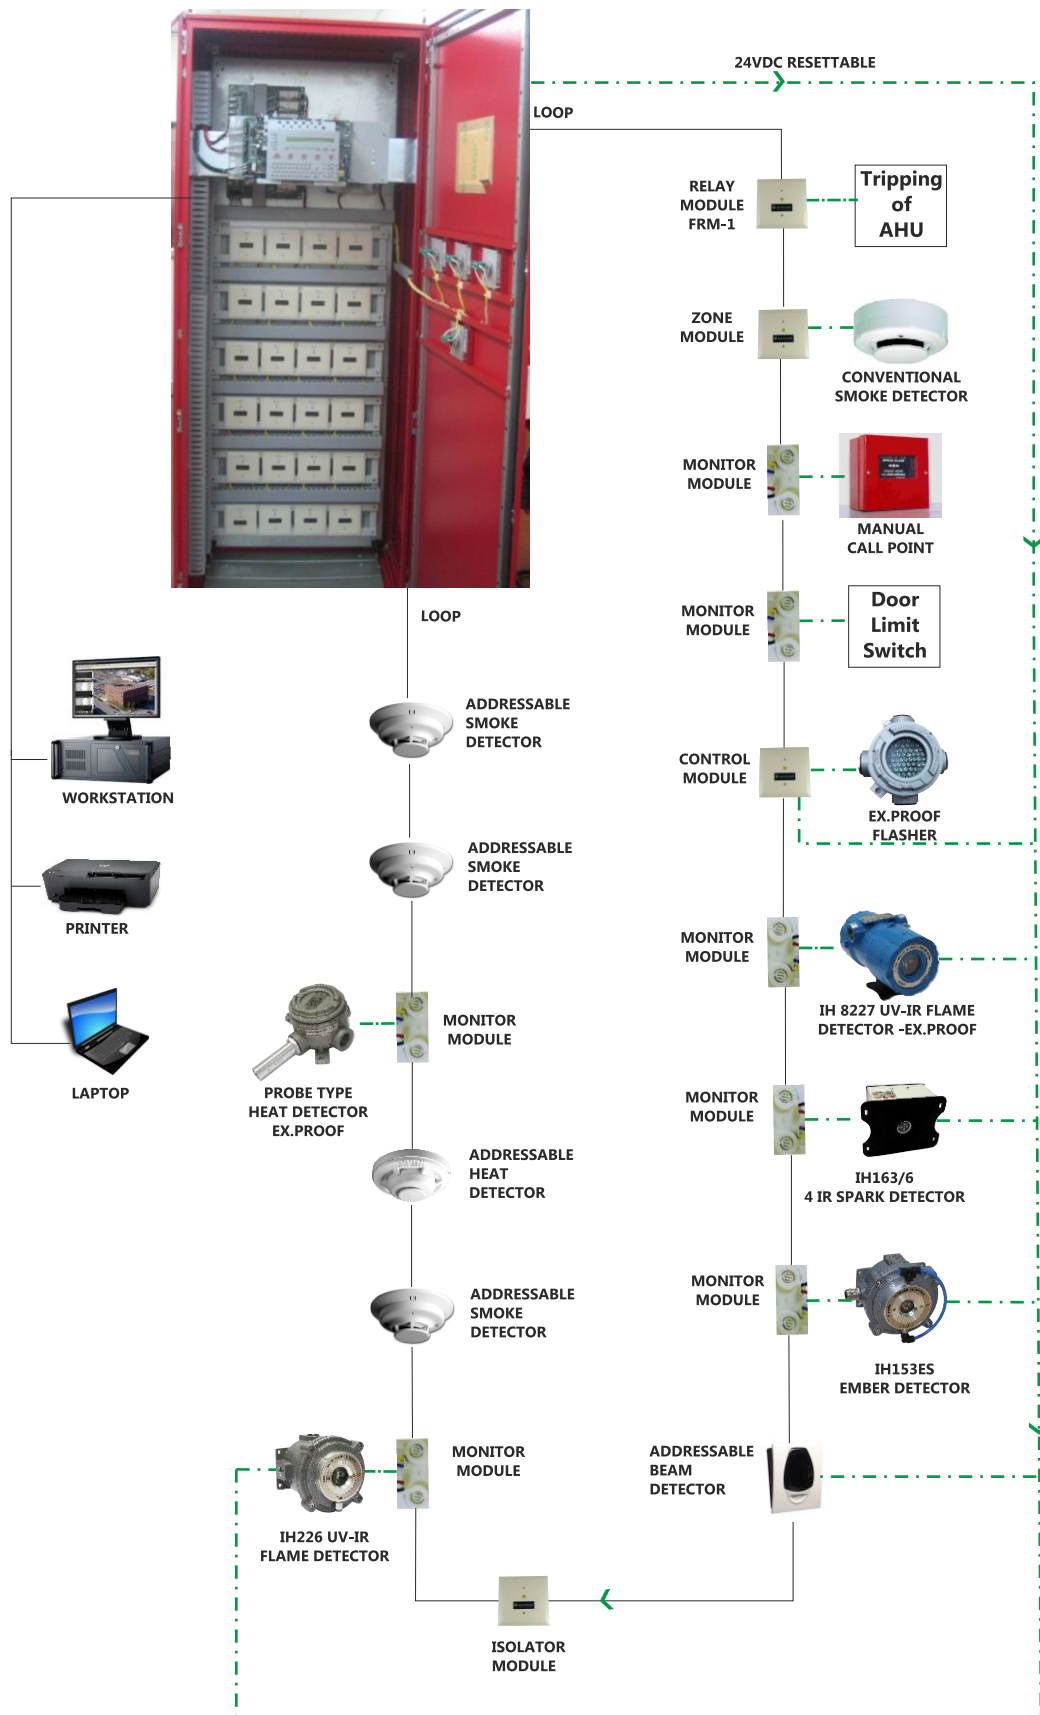 24VDC RESETTABLE
LOOP
RELAY
MODULE
FRM-1
Tripping
of
AHU
ZONE
MODULE
CONVENTIONAL
SMOKE DETECTOR
MONITOR
MODULE
MANUAL
CALL POINT
LOOP
MONITOR
MODULE
Door
Limit
Switch
ADDRESSABLE
SMOKE
DETECTOR
CONTROL
MODULE
EX.PROOF
FLASHER
WORKSTATION
ADDRESSABLE
SMOKE
DETECTOR
PRINTER
MONITOR
MODULE
IH 8227 UV-IR FLAME
DETECTOR -EX.PROOF
MONITOR
MODULE
LAPTOP
PROBE TYPE
HEAT DETECTOR
EX.PROOF
MONITOR
MODULE
ADDRESSABLE
HEAT
DETECTOR
IH163/6
4 IR SPARK DETECTOR
ADDRESSABLE
SMOKE
DETECTOR
MONITOR
MODULE
IH153ES
EMBER DETECTOR
MONITOR
MODULE
ADDRESSABLE
BEAM
DETECTOR
IH226 UV-IR
FLAME DETECTOR
ISOLATOR
MODULE